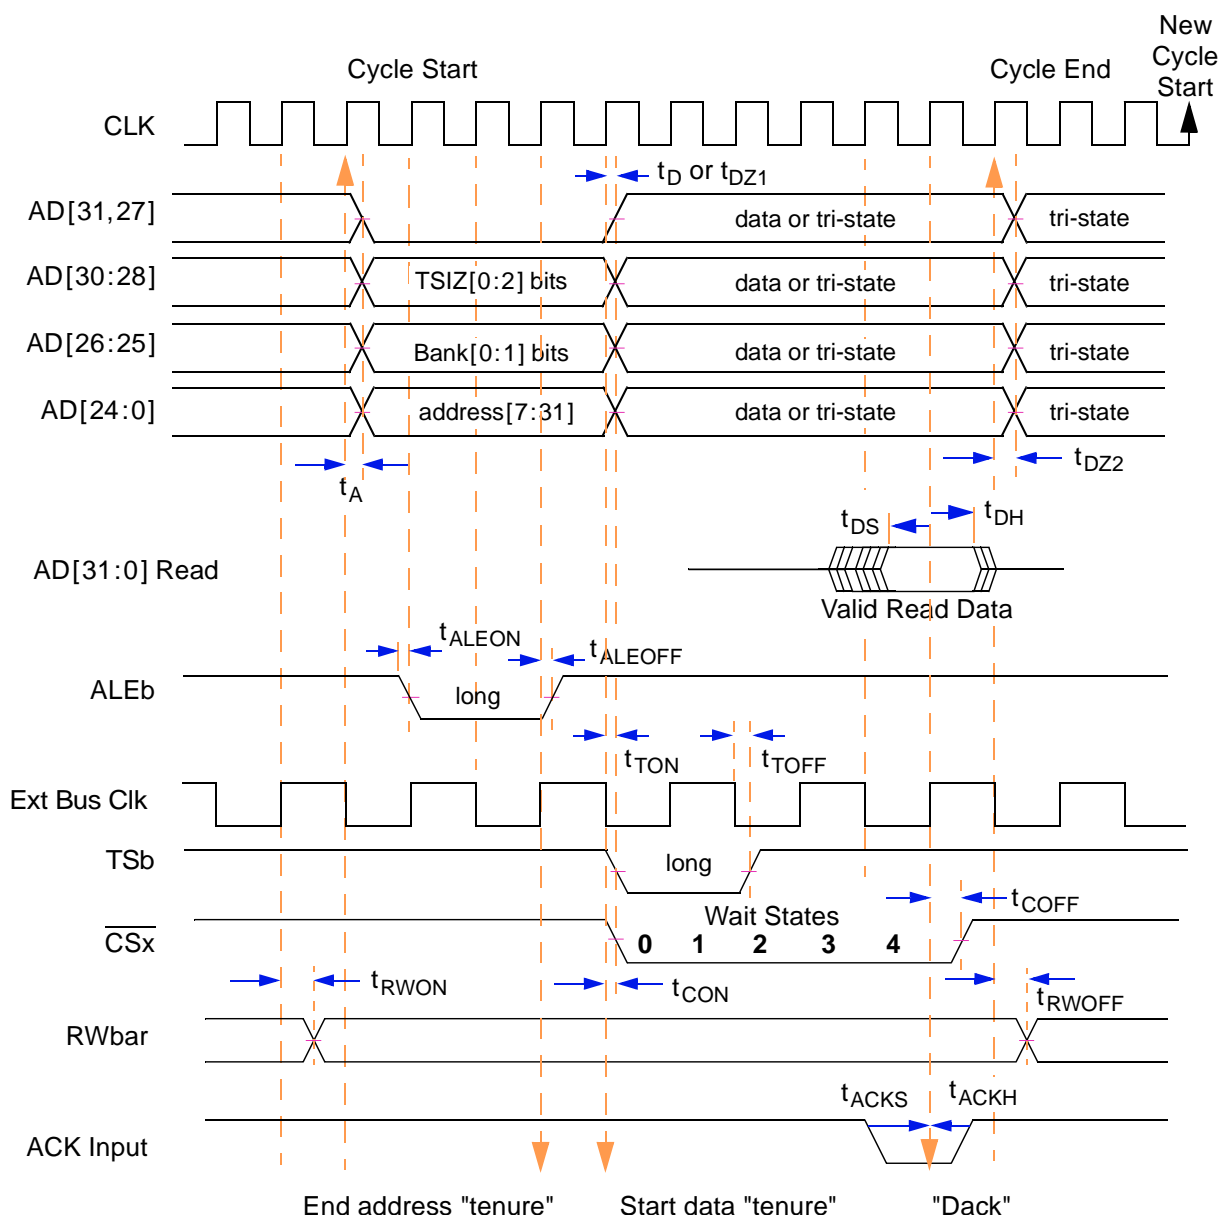 New
Cycle
Start
Cycle Start
Cycle End
CLK
tD or tDZ1
AD[31,27]
data or tri-state
tri-state
AD[30:28]
TSIZ[0:2] bits
data or tri-state
tri-state
AD[26:25]
Bank[0:1] bits
data or tri-state
tri-state
AD[24:0]
address[7:31]
data or tri-state
tri-state
tA
tDZ2
tDS
tDH
AD[31:0] Read
Valid Read Data
tALEON
tALEOFF
ALEb
long
tTON
tTOFF
Ext Bus Clk
TSb
long
tCOFF
Wait States
CSx
0 1 2 3 4
tRWON
tCON
tRWOFF
RWbar
tACKS
tACKH
ACK Input
End address "tenure"
Start data "tenure"
"Dack"